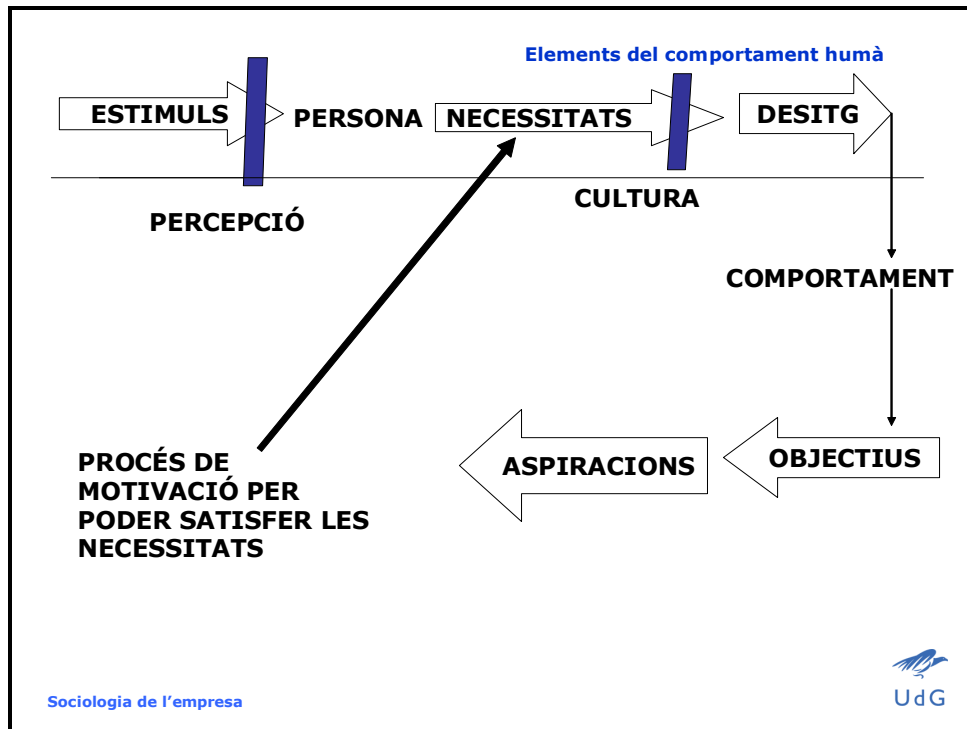 Elements del comportament humà
ESTIMULS
PERSONA
NECESSITATS
DESITG
PERCEPCIÓ
CULTURA
COMPORTAMENT
OBJECTIUS
ASPIRACIONS
PROCÉS DE
MOTIVACIÓ PER
PODER SATISFER LES
NECESSITATS
Sociologia de l’empresa
UdG